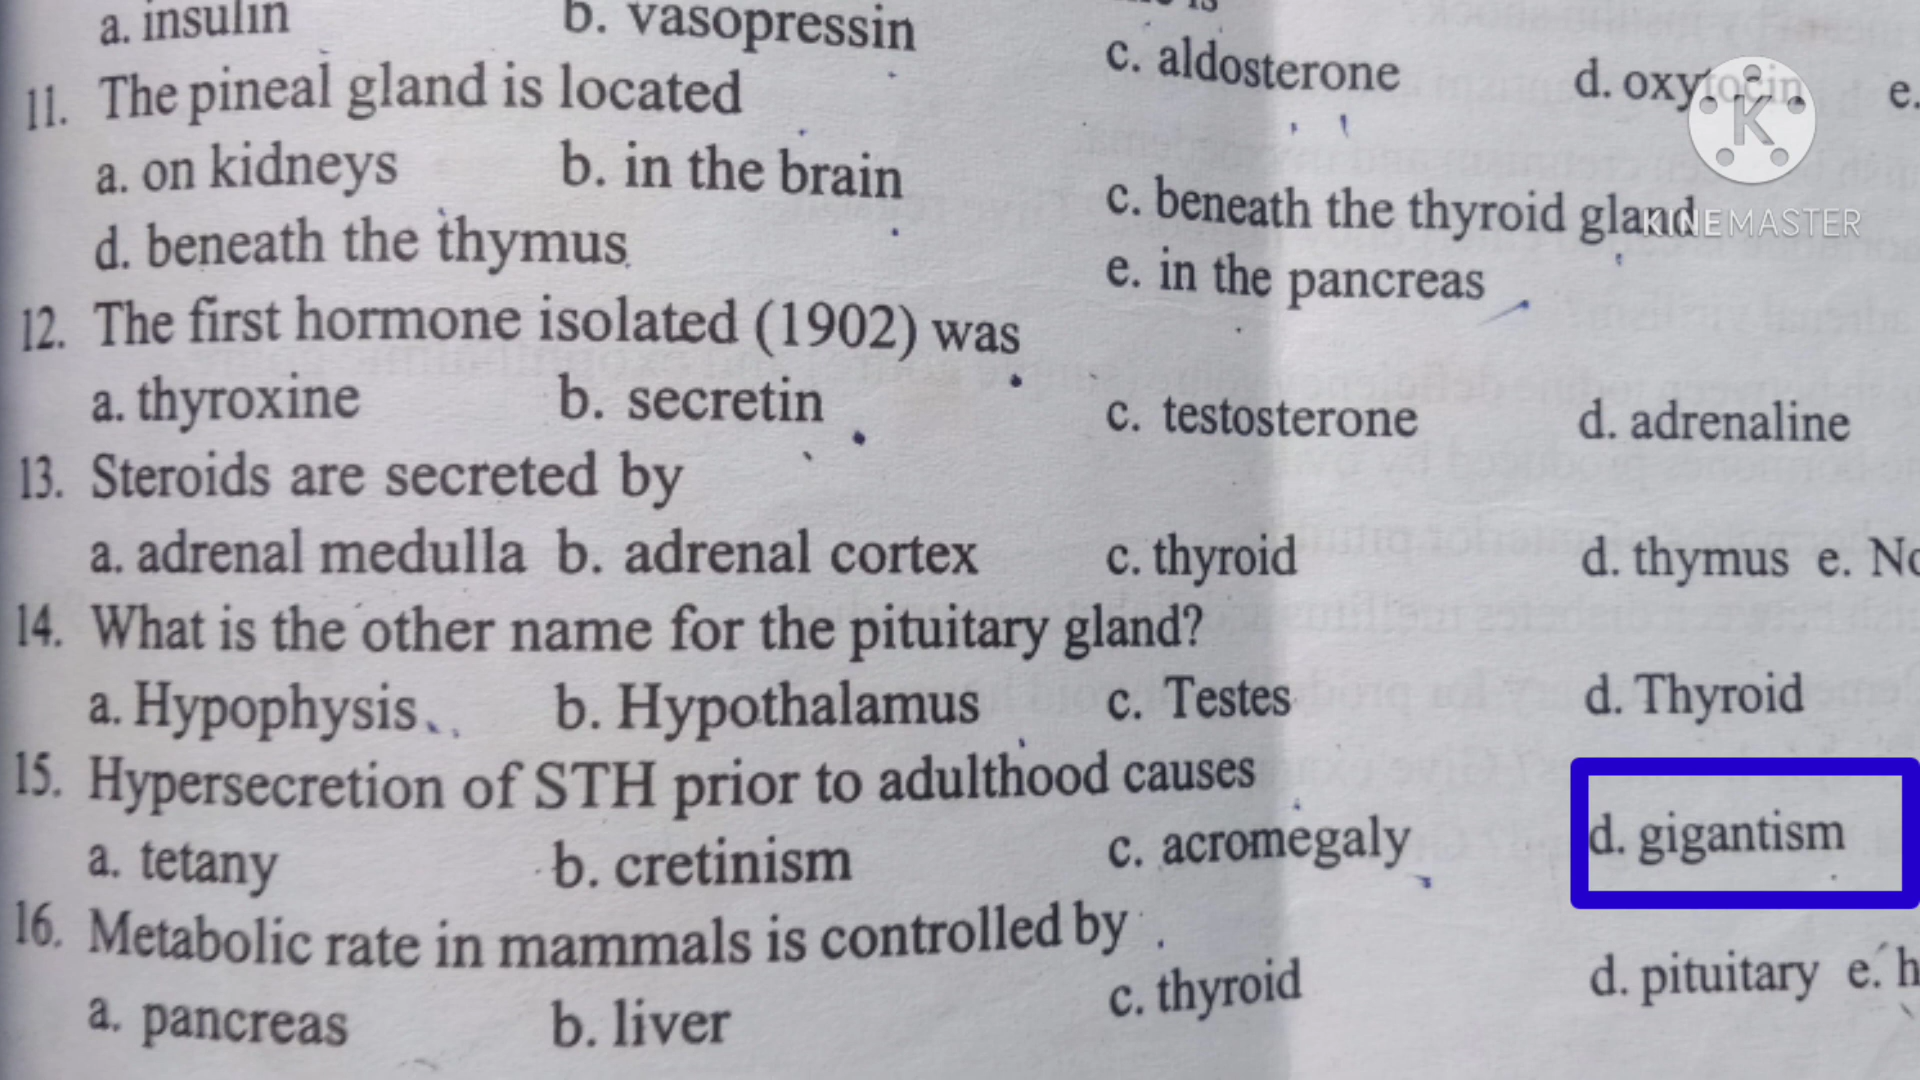 a. insulin b. vasopressin c. aldosterone d. oxytocin e.
11. The pineal gland is located
a. on kidneys b. in the brain c. beneath the thyroid gland
d. beneath the thymus e. in the pancreas
12. The first hormone isolated (1902) was
a. thyroxine b. secretin c. testosterone d. adrenaline
13. Steroids are secreted by
a. adrenal medulla b. adrenal cortex c. thyroid d. thymus e.
14. What is the other name for the pituitary gland?
a. Hypophysis b. Hypothalamus c. Testes d. Thyroid
15. Hypersecretion of STH prior to adulthood causes
a. tetany b. cretinism c. acromegaly d. gigantism
16. Metabolic rate in mammals is controlled by
a. pancreas b. liver c. thyroid d. pituitary e.
K
KINEMASTER